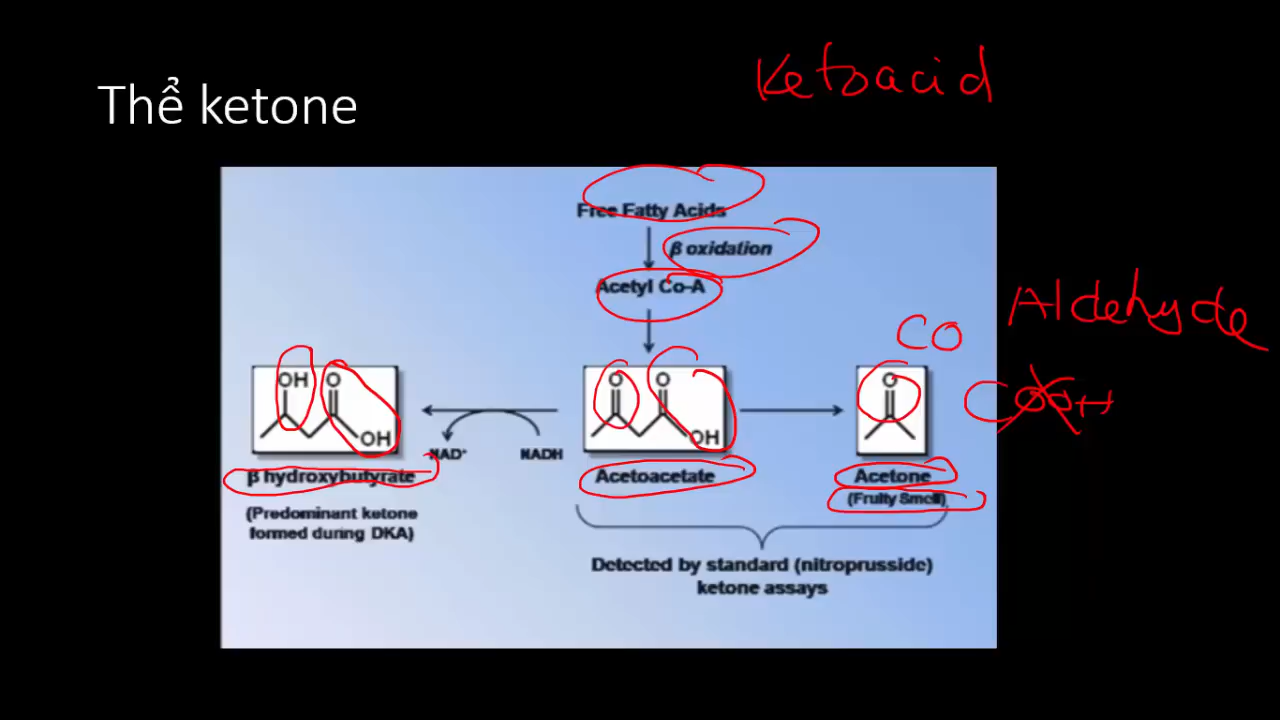 Ketoacid
Thể ketone
Free Fatty Acids
β oxidation
Acetyl Co-A
Aldehyde
CO
OH O
O O
O
COOH
OH
OH
NAD⁺ NADH
β hydroxybutyrate
Acetoacetate
Acetone
(Fruity Smell)
(Predominant ketone
formed during DKA)
Detected by standard (nitroprusside)
ketone assays